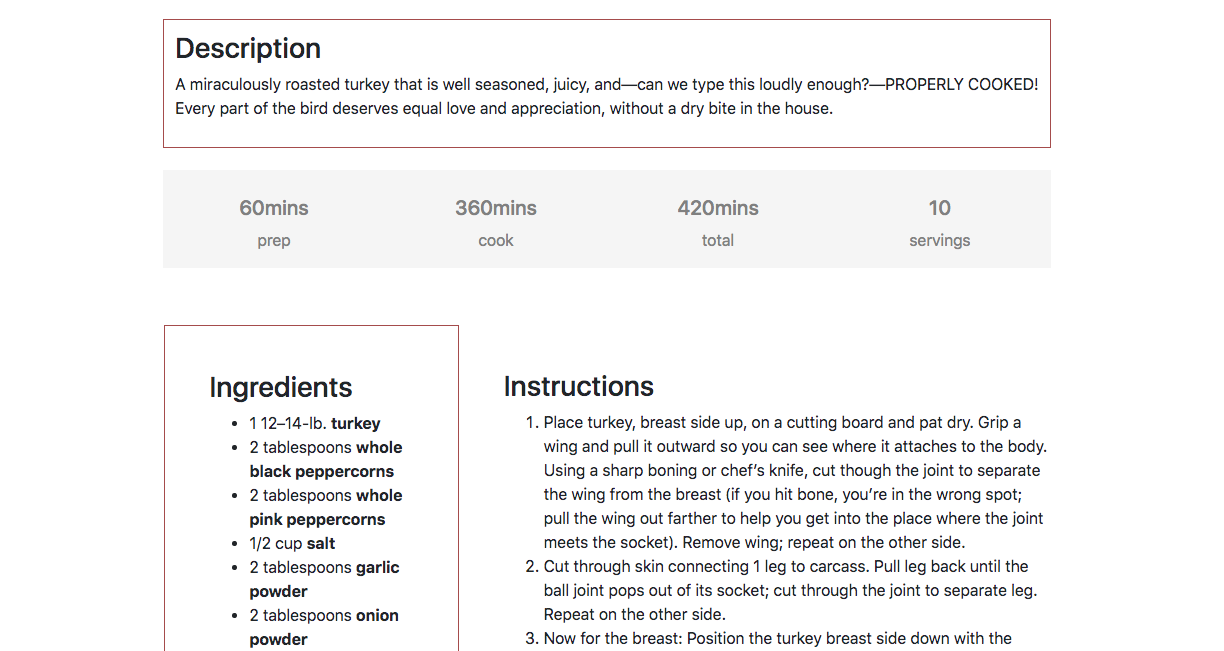 Description
A miraculously roasted turkey that is well seasoned, juicy, and—can we type this loudly enough?—PROPERLY COOKED!
Every part of the bird deserves equal love and appreciation, without a dry bite in the house.
60mins
prep
360mins
cook
420mins
total
10
servings
Ingredients
• 1 12–14-lb. turkey
• 2 tablespoons whole
black peppercorns
• 2 tablespoons whole
pink peppercorns
• 1/2 cup salt
• 2 tablespoons garlic
powder
• 2 tablespoons onion
powder
Instructions
1. Place turkey, breast side up, on a cutting board and pat dry. Grip a
wing and pull it outward so you can see where it attaches to the body.
Using a sharp boning or chef’s knife, cut though the joint to separate
the wing from the breast (if you hit bone, you’re in the wrong spot;
pull the wing out farther to help you get into the place where the joint
meets the socket). Remove wing; repeat on the other side.
2. Cut through skin connecting 1 leg to carcass. Pull leg back until the
ball joint pops out of its socket; cut through the joint to separate leg.
Repeat on the other side.
3. Now for the breast: Position the turkey breast side down with the